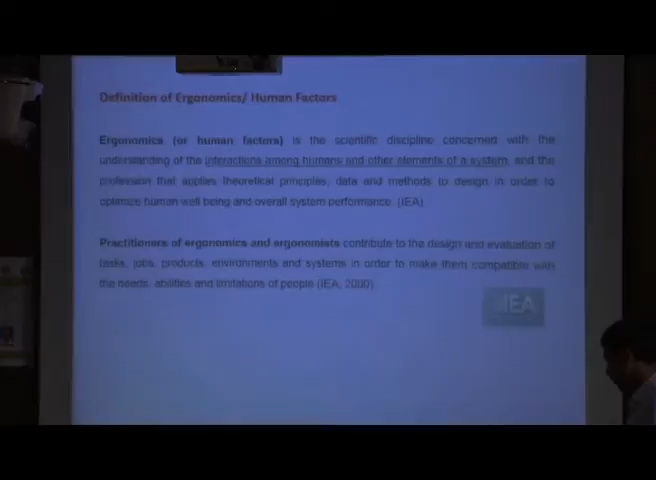 Definition of Ergonomics/ Human Factors
Ergonomics (or human factors) is the scientific discipline concerned with the
understanding of the interactions among humans and other elements of a system, and the
profession that applies theoretical principles, data and methods to design in order to
optimize human well being and overall system performance. (IEA)
Practitioners of ergonomics and ergonomists contribute to the design and evaluation of
tasks, jobs, products, environments and systems in order to make them compatible with
the needs, abilities and limitations of people (IEA, 2000).
IEA